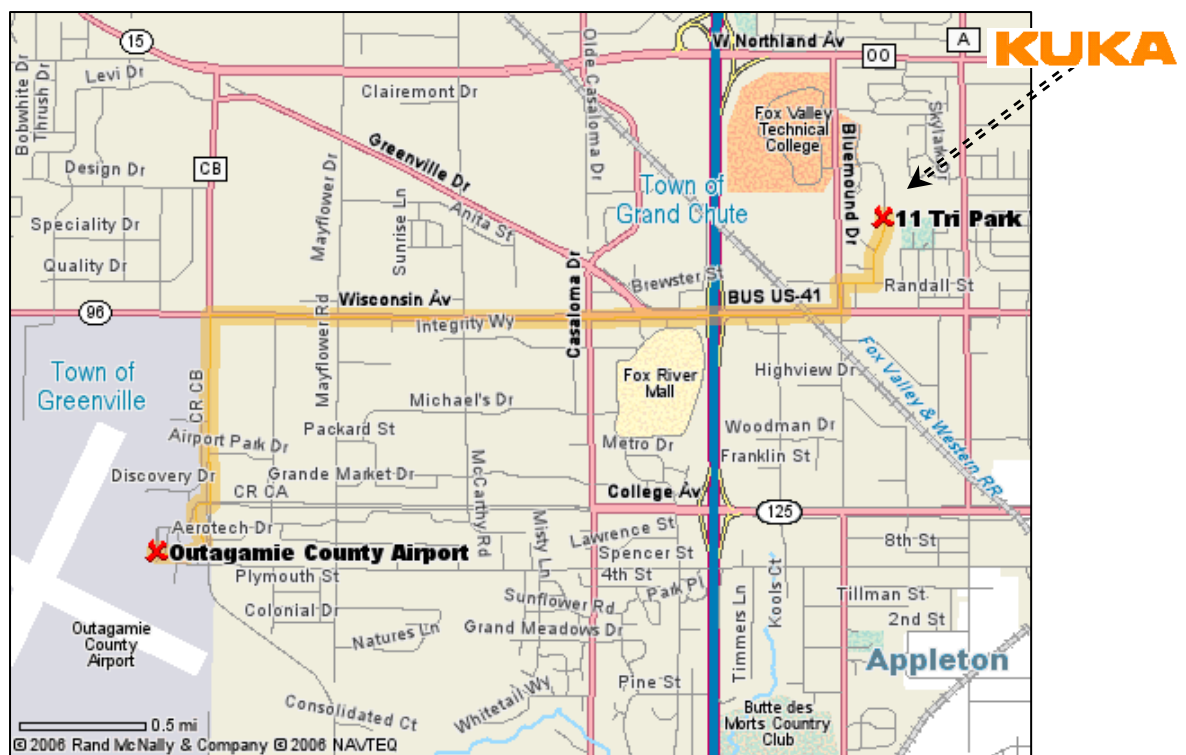 15
Levi Dr
Bobwhite Dr
Thrush Dr
Clairemont Dr
Olde Casaloma Dr
W Northland Av
OO
A
KUKA
Fox Valley
Technical
College
Bluemound Dr
Skylark Dr
Design Dr
CB
Greenville Dr
Mayflower Dr
Sunrise Ln
Anita St
Town of
Grand Chute
11 Tri Park
Speciality Dr
Quality Dr
Brewster St
Randall St
BUS US-41
96
Wisconsin Av
Integrity Wy
Casaloma Dr
Mayflower Rd
Town of
Greenville
CR CB
Fox River
Mall
Highview Dr
Fox Valley & Western RR
Michael's Dr
Packard St
Airport Park Dr
Metro Dr
Woodman Dr
Franklin St
Discovery Dr
Grande Market Dr
McCarthy Rd
CR CA
College Av
125
Aerotech Dr
Misty Ln
Lawrence St
8th St
Outagamie County Airport
Spencer St
4th St
Plymouth St
Park Pl
Timmers Ln
Kools Ct
Tillman St
Colonial Dr
Sunflower Rd
2nd St
Natures Ln
Grand Meadows Dr
Outagamie
County
Airport
Appleton
Pine St
Whitetail Wy
Consolidated Ct
Butte des
Morts Country
Club
0.5 mi
© 2006 Rand McNally & Company © 2006 NAVTEQ